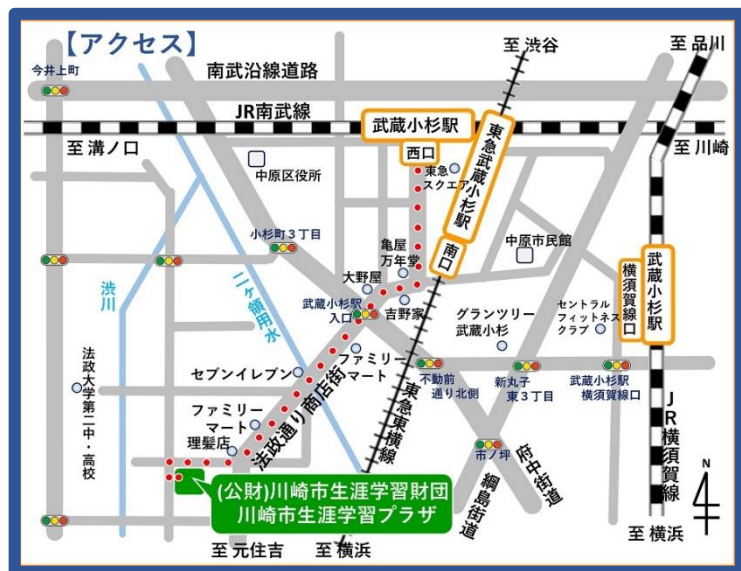 【アクセス】
今井上町
南武沿線道路
至 渋谷
至 品川
JR南武線
武蔵小杉駅
西口
東急武蔵小杉駅
南口
至 溝ノ口
至 川崎
中原区役所
東急
スクエア
小杉町３丁目
亀屋
万年堂
中原市民館
大野屋
武蔵小杉駅
入口
吉野家
グランツリー
武蔵小杉
セントラル
フィットネス
クラブ
横須賀線口
武蔵小杉駅
渋川
二ヶ領用水
ファミリー
マート
セブンイレブン
不動前
通り北側
新丸子
東３丁目
武蔵小杉駅
横須賀線口
法政大学第二中・高校
ファミリー
マート
理髪店
法政通り商店街
東急東横線
市ノ坪
府中街道
綱島街道
JR横須賀線
N
(公財)川崎市生涯学習財団
川崎市生涯学習プラザ
至 元住吉
至 横浜
至 横浜